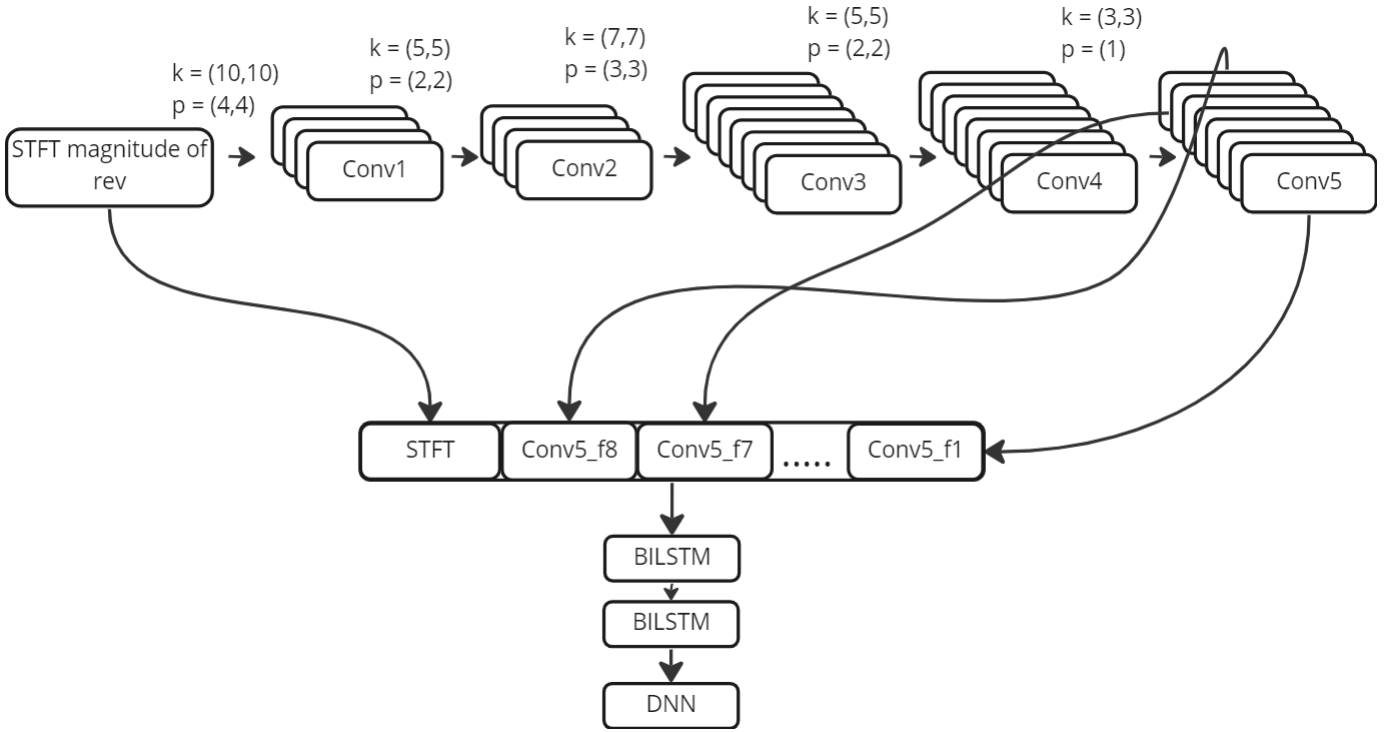 k = (10,10)
p = (4,4)
k = (5,5)
p = (2,2)
k = (7,7)
p = (3,3)
k = (5,5)
p = (2,2)
k = (3,3)
p = (1)
STFT magnitude of
rev
Conv1
Conv2
Conv3
Conv4
Conv5
STFT
Conv5_f8
Conv5_f7
.....
Conv5_f1
BILSTM
BILSTM
DNN